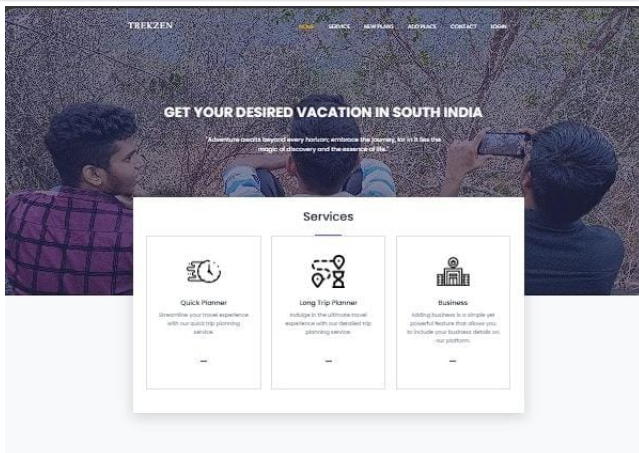 TREKZEN
HOME SERVICE NEW PLANS ADD PLACE CONTACT LOGIN
GET YOUR DESIRED VACATION IN SOUTH INDIA
"Adventure awaits beyond every horizon; embrace the journey, for in it lies the
magic of discovery and the essence of life."
Services
Quick Planner
Streamline your travel experience
with our quick trip planning
service.
Long Trip Planner
Indulge in the ultimate travel
experience with our detailed trip
planning service.
Business
Adding business is a simple yet
powerful feature that allows you
to include your business details on
our platform.